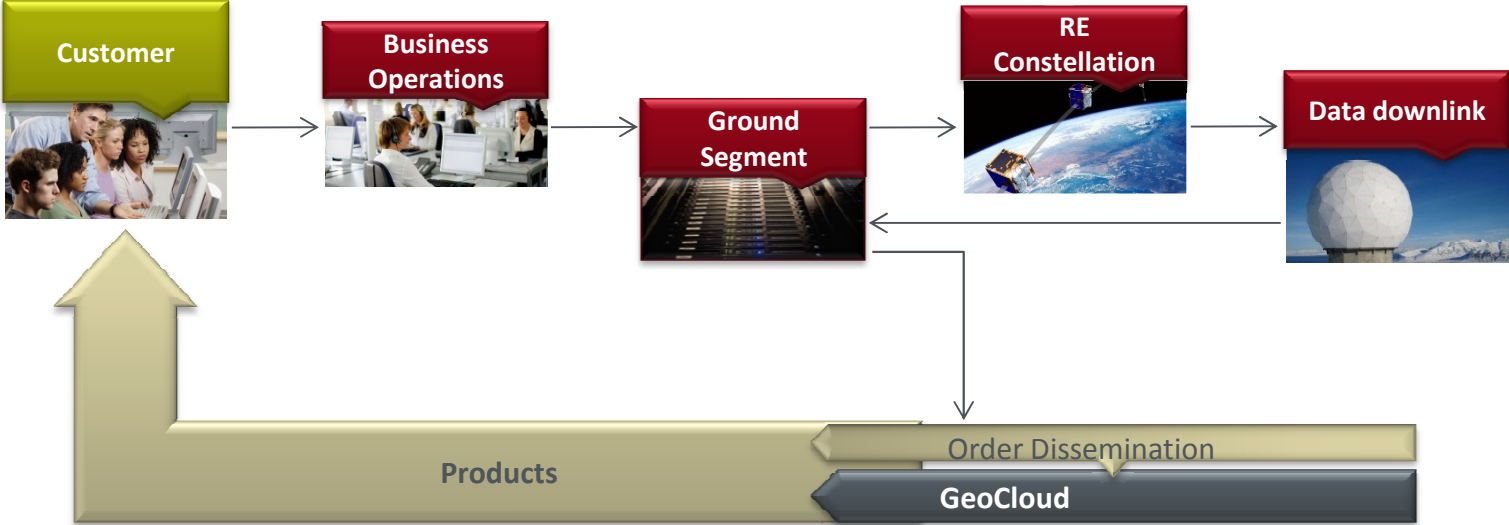 Customer
Business
Operations
Ground
Segment
RE
Constellation
Data downlink
Order Dissemination
Products
GeoCloud